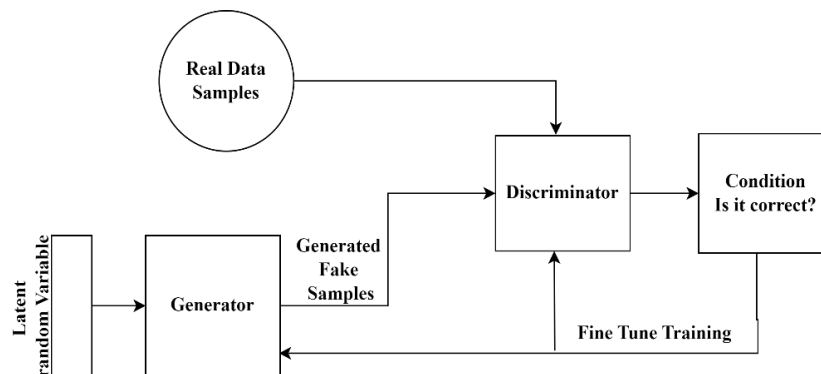 Real Data
Samples
Discriminator
Condition
Is it correct?
Generated
Fake
Samples
Latent
random Variable
Generator
Fine Tune Training